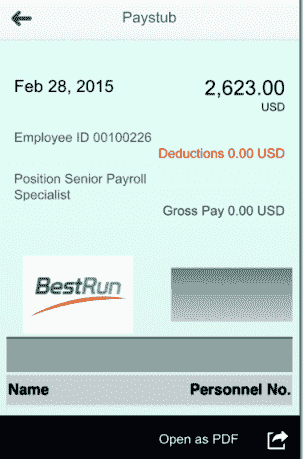 Paystub
Feb 28, 2015
2,623.00
USD
Employee ID 00100226
Deductions 0.00 USD
Position Senior Payroll
Specialist
Gross Pay 0.00 USD
BestRun
Name Personnel No.
Open as PDF